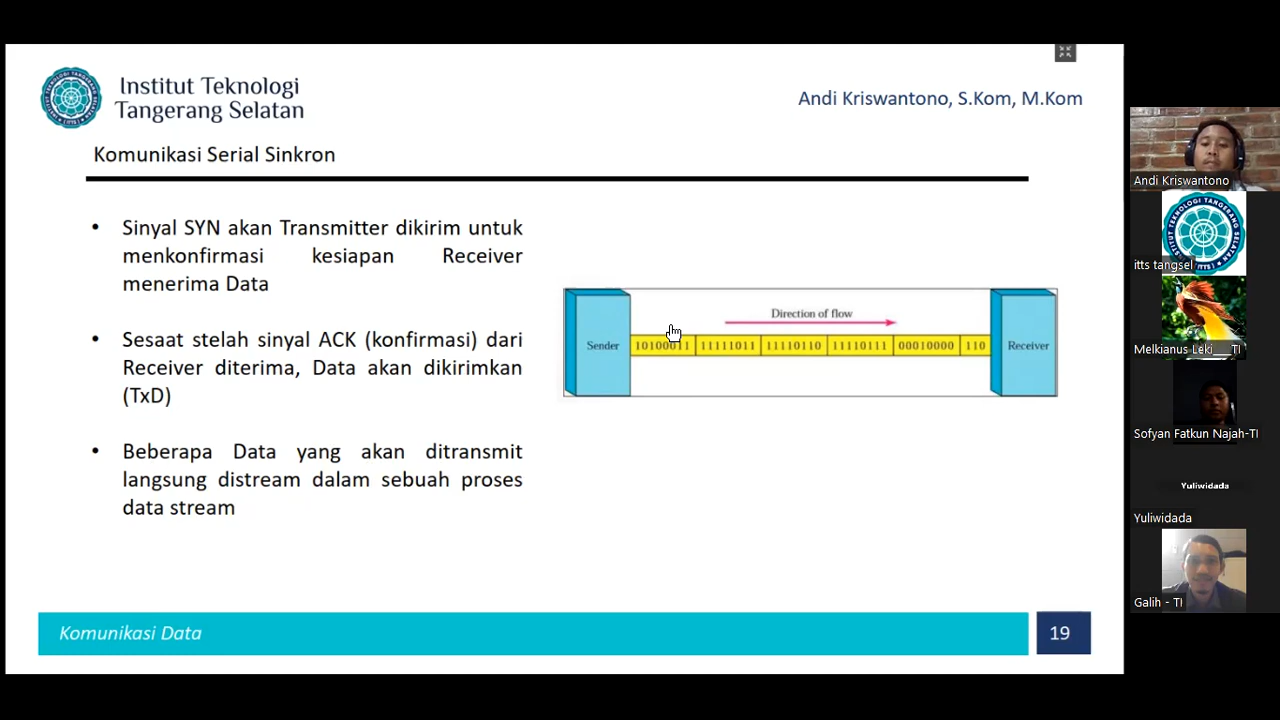 Institut Teknologi
Tangerang Selatan
Andi Kriswantono, S.Kom, M.Kom
Komunikasi Serial Sinkron
• Sinyal SYN akan Transmitter dikirim untuk
menkonfirmasi kesiapan Receiver
menerima Data
• Sesaat stelah sinyal ACK (konfirmasi) dari
Receiver diterima, Data akan dikirimkan
(TxD)
• Beberapa Data yang akan ditransmit
langsung distream dalam sebuah proses
data stream
Direction of flow
Sender 10100011 11111011 11110110 11110111 00010000 110 Receiver
Komunikasi Data
19
Andi Kriswantono
itts tangsel
Melkianus Leki___TI
Sofyan Fatkun Najah-TI
Yuliwidada
Yuliwidada
Galih - TI